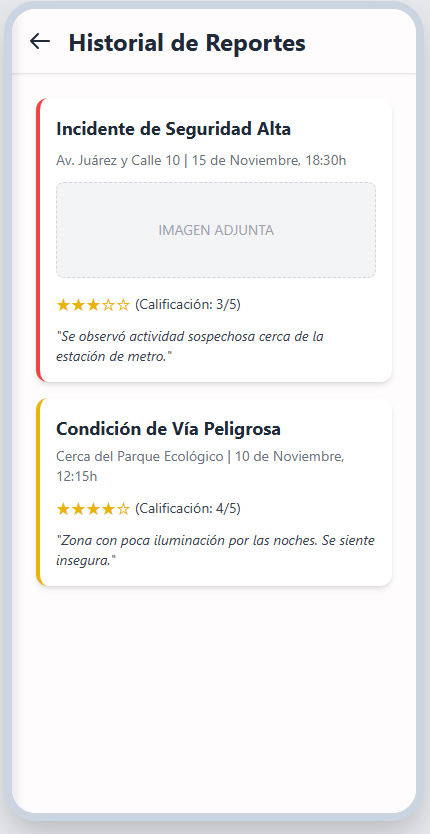 Historial de Reportes
Incidente de Seguridad Alta
Av. Juárez y Calle 10 | 15 de Noviembre, 18:30h
IMAGEN ADJUNTA
★★★☆☆ (Calificación: 3/5)
"Se observó actividad sospechosa cerca de la
estación de metro."
Condición de Vía Peligrosa
Cerca del Parque Ecológico | 10 de Noviembre,
12:15h
★★★★☆ (Calificación: 4/5)
"Zona con poca iluminación por las noches. Se siente
insegura."